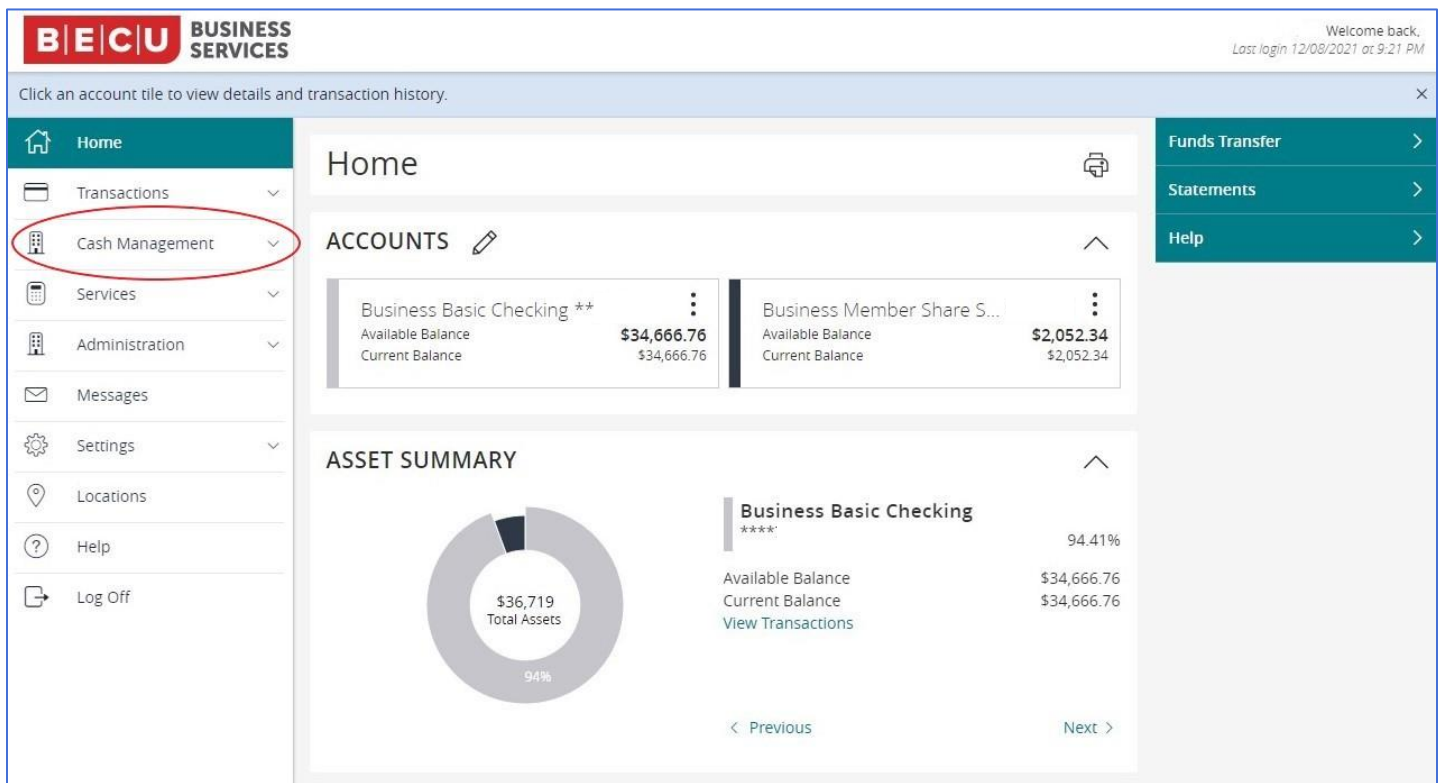 BECU BUSINESS SERVICES
Welcome back,
Last login 12/08/2021 at 9:21 PM
Click an account tile to view details and transaction history.
Home
Transactions
Cash Management
Services
Administration
Messages
Settings
Locations
Help
Log Off
Home
ACCOUNTS
Business Basic Checking **
Available Balance $34,666.76
Current Balance $34,666.76
Business Member Share S...
Available Balance $2,052.34
Current Balance $2,052.34
ASSET SUMMARY
$36,719
Total Assets
94%
Business Basic Checking
****
94.41%
Available Balance $34,666.76
Current Balance $34,666.76
View Transactions
< Previous
Next >
Funds Transfer
Statements
Help